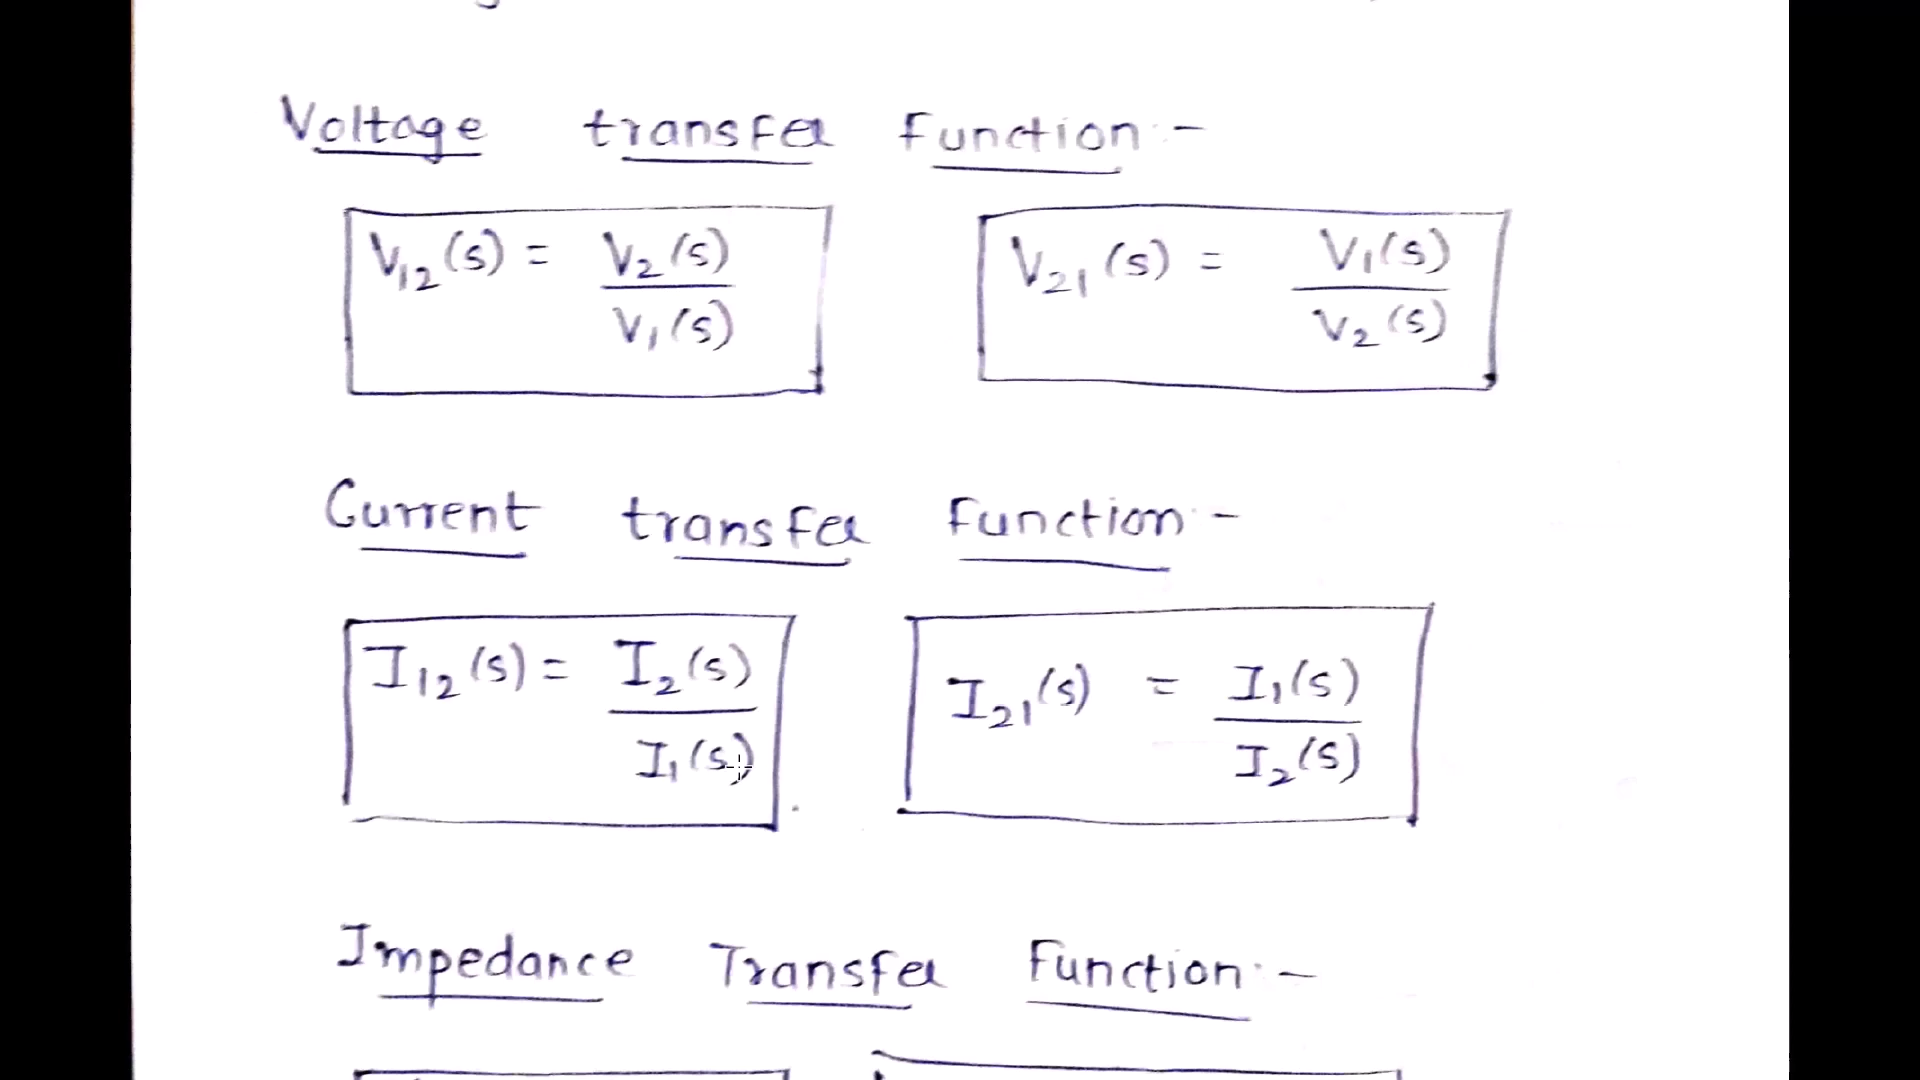 Voltage transfer Function :-
V12(s) = V2(s) / V1(s)    V21(s) = V1(s) / V2(s)
Current transfer Function :-
I12(s) = I2(s) / I1(s)    I21(s) = I1(s) / I2(s)
Impedance Transfer Function :-